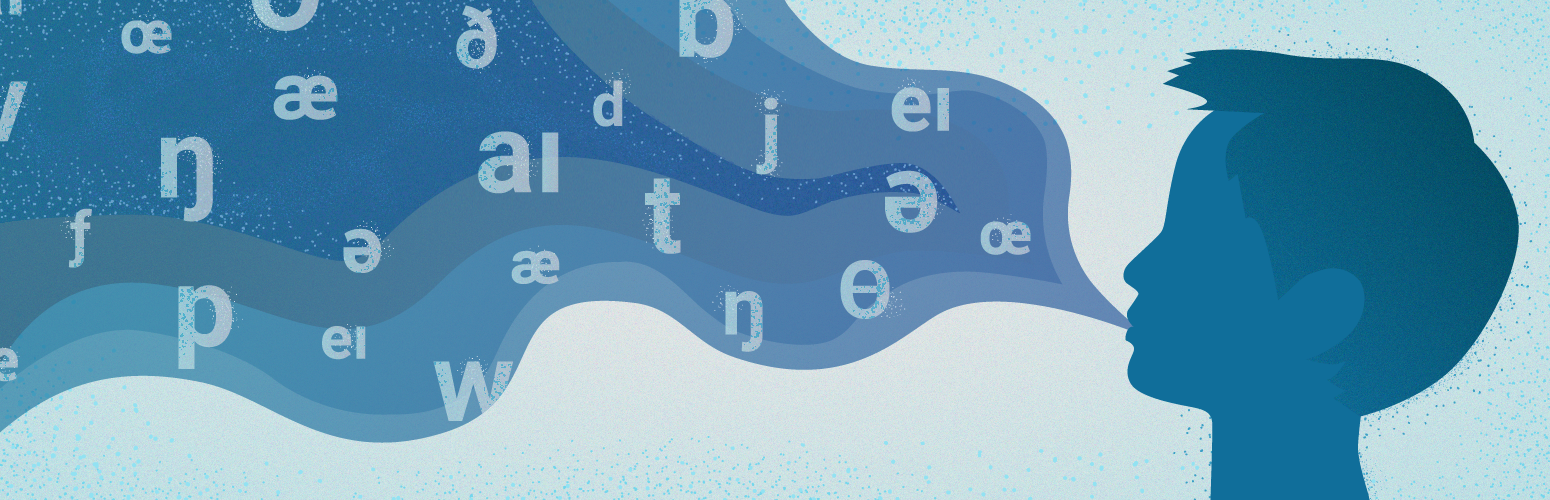 œ
ð
b
æ
d
eɪ
j
ŋ
aɪ
t
ə
ƒ
ə
æ
œ
p
eɪ
ŋ
θ
w